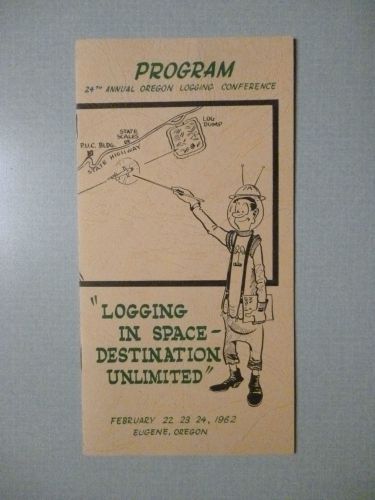 PROGRAM
24TH ANNUAL OREGON LOGGING CONFERENCE
LOG
DUMP
STATE
SCALES
P.U.C. BLDG.
STATE HIGHWAY
"LOGGING
IN SPACE-
DESTINATION
UNLIMITED"
FEBRUARY 22 23 24, 1962
EUGENE, OREGON